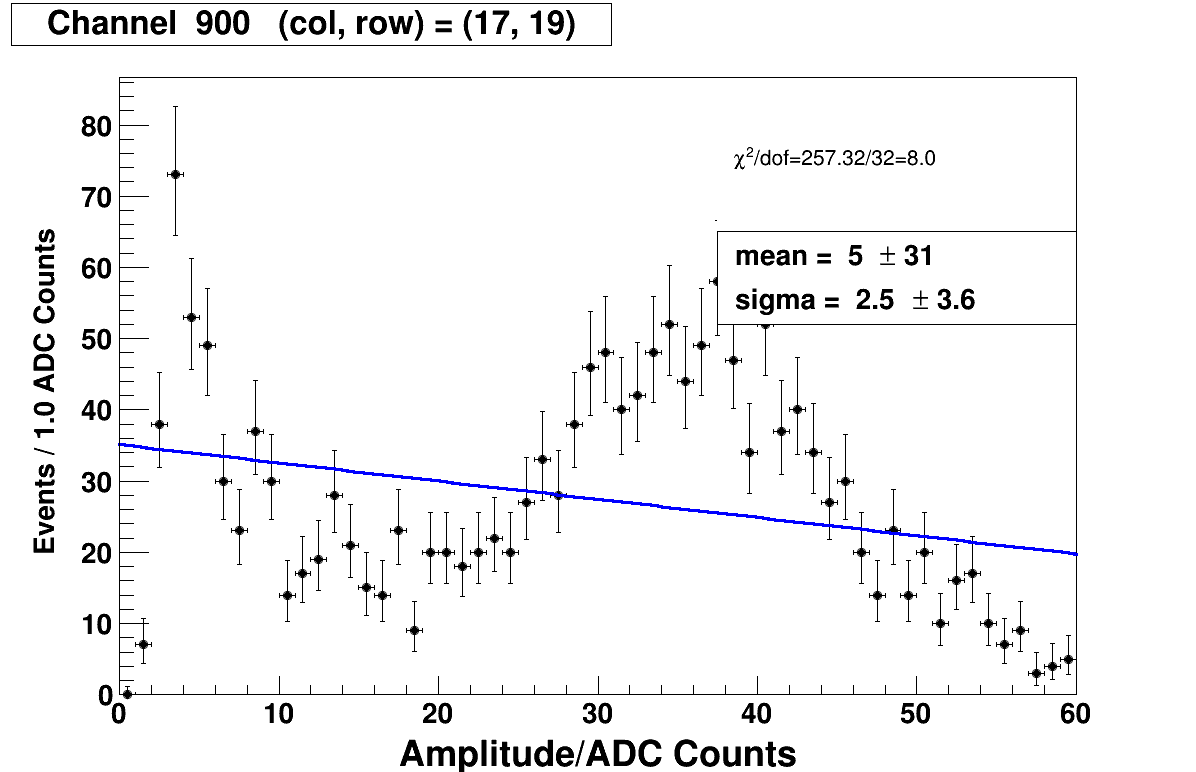 Channel 900 (col, row) = (17, 19)
Events / 1.0 ADC Counts
80
70
60
50
40
30
20
10
0
χ²/dof=257.32/32=8.0
mean = 5 ± 31
sigma = 2.5 ± 3.6
0 10 20 30 40 50 60
Amplitude/ADC Counts